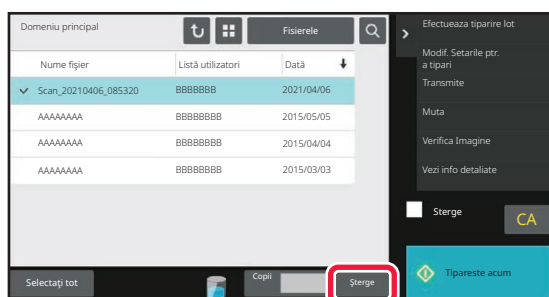 Domeniu principal
Fisierele
Nume fişier
Listă utilizatori
Dată
Scan_20210406_085320
BBBBBBB
2021/04/06
AAAAAAAA
BBBBBBBB
2015/05/05
AAAAAAAA
BBBBBBBB
2015/04/04
AAAAAAAA
BBBBBBBB
2015/03/03
Selectaţi tot
Copii
Şterge
Efectueaza tiparire lot
Modif. Setarile ptr.
a tipari
Transmite
Muta
Verifica Imagine
Vezi info detaliate
Sterge
CA
Tipareste acum